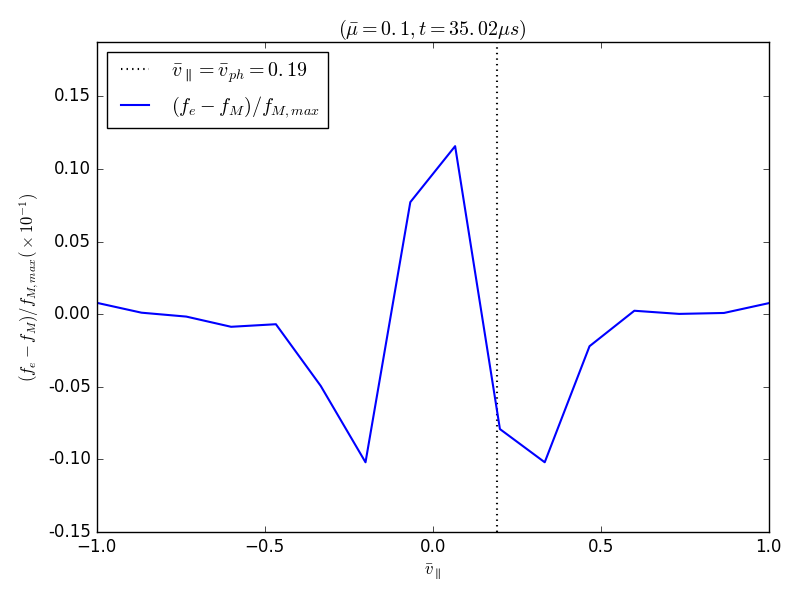 (μ̄ = 0.1, t = 35.02μs)
v̄∥ = v̄ph = 0.19
(fe − fM)/fM,max
0.15
0.10
0.05
0.00
-0.05
-0.10
-0.15
(fe − fM)/fM,max(×10⁻¹)
−1.0 −0.5 0.0 0.5 1.0
v̄∥